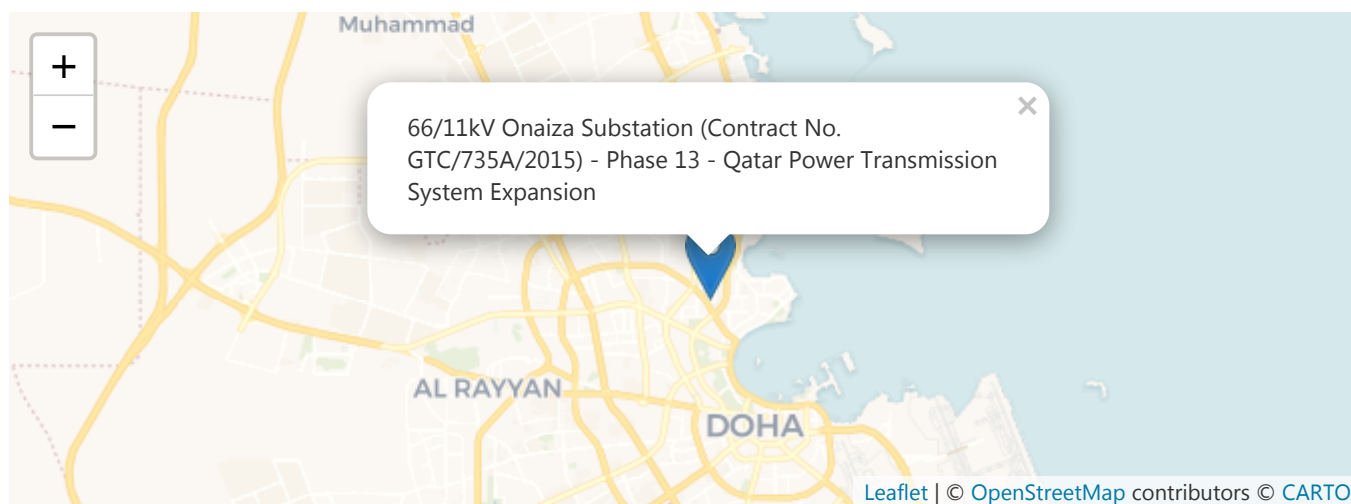 Muhammad
+
−
×
66/11kV Onaiza Substation (Contract No.
GTC/735A/2015) - Phase 13 - Qatar Power Transmission
System Expansion
AL RAYYAN
DOHA
Leaflet | © OpenStreetMap contributors © CARTO